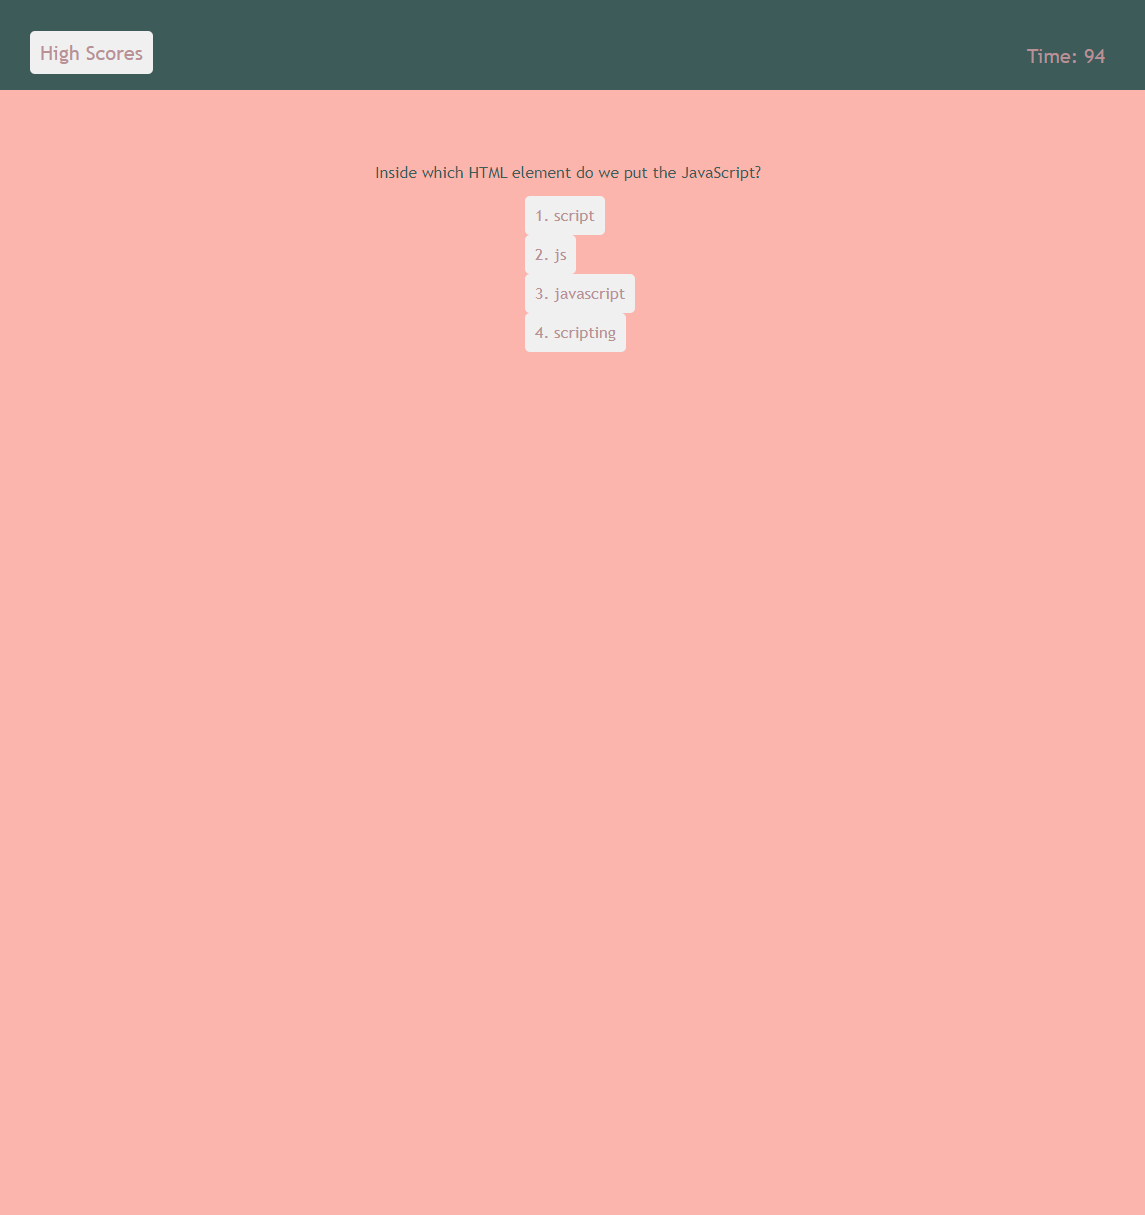 High Scores
Time: 94
Inside which HTML element do we put the JavaScript?
1. script
2. js
3. javascript
4. scripting